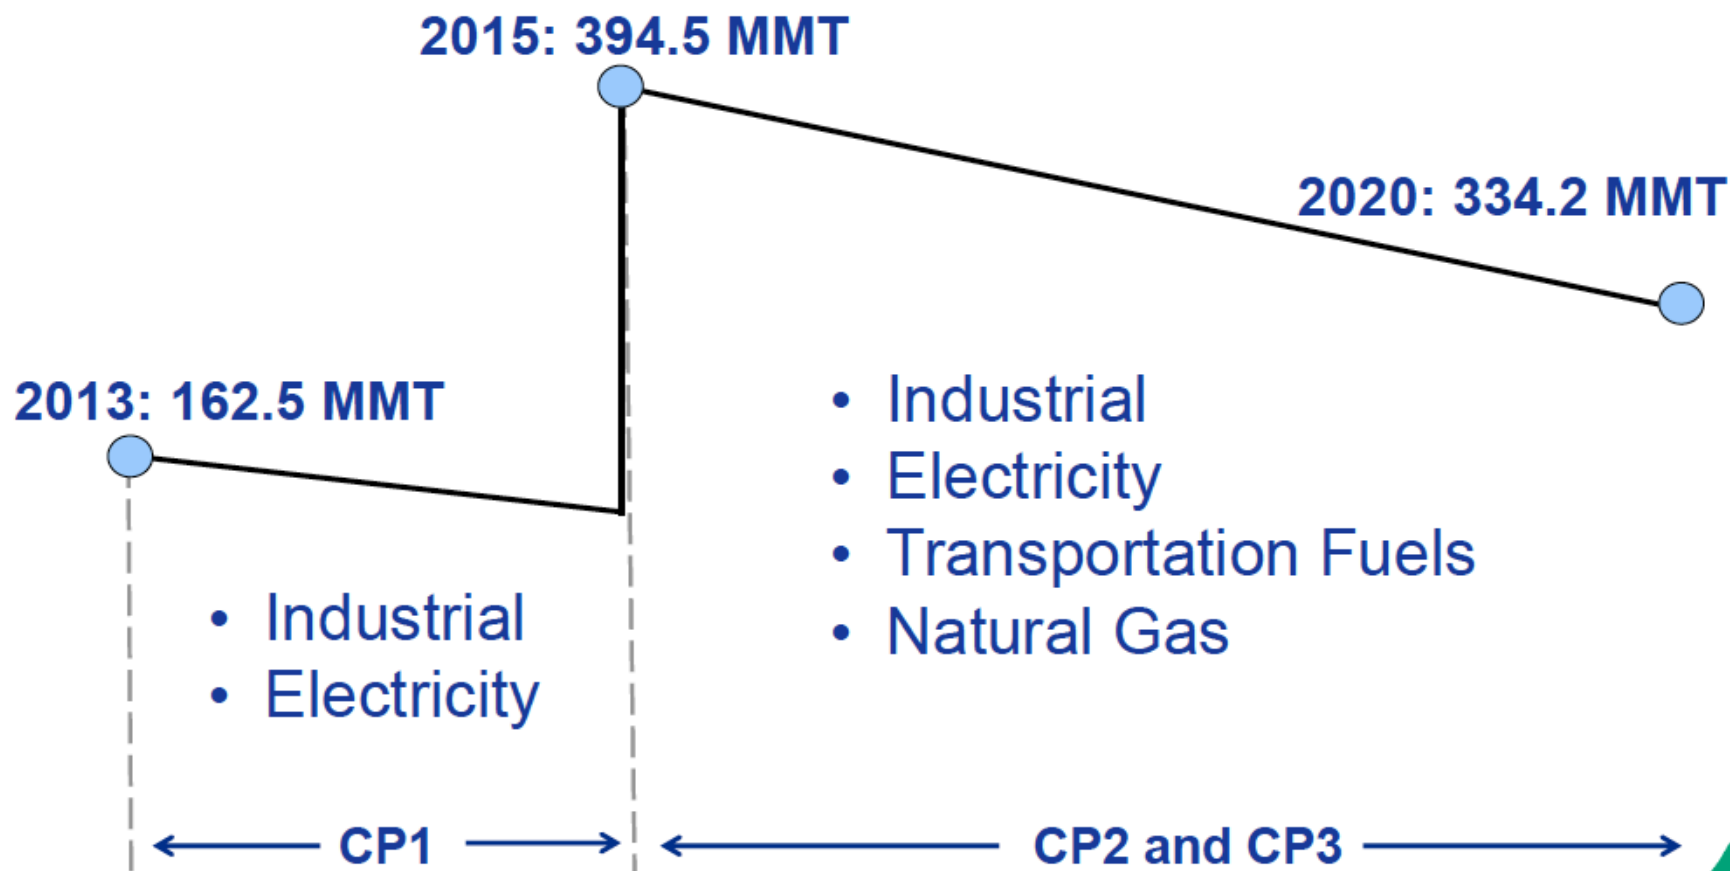 2015: 394.5 MMT
2020: 334.2 MMT
2013: 162.5 MMT
• Industrial
• Electricity
• Transportation Fuels
• Natural Gas
• Industrial
• Electricity
CP1
CP2 and CP3